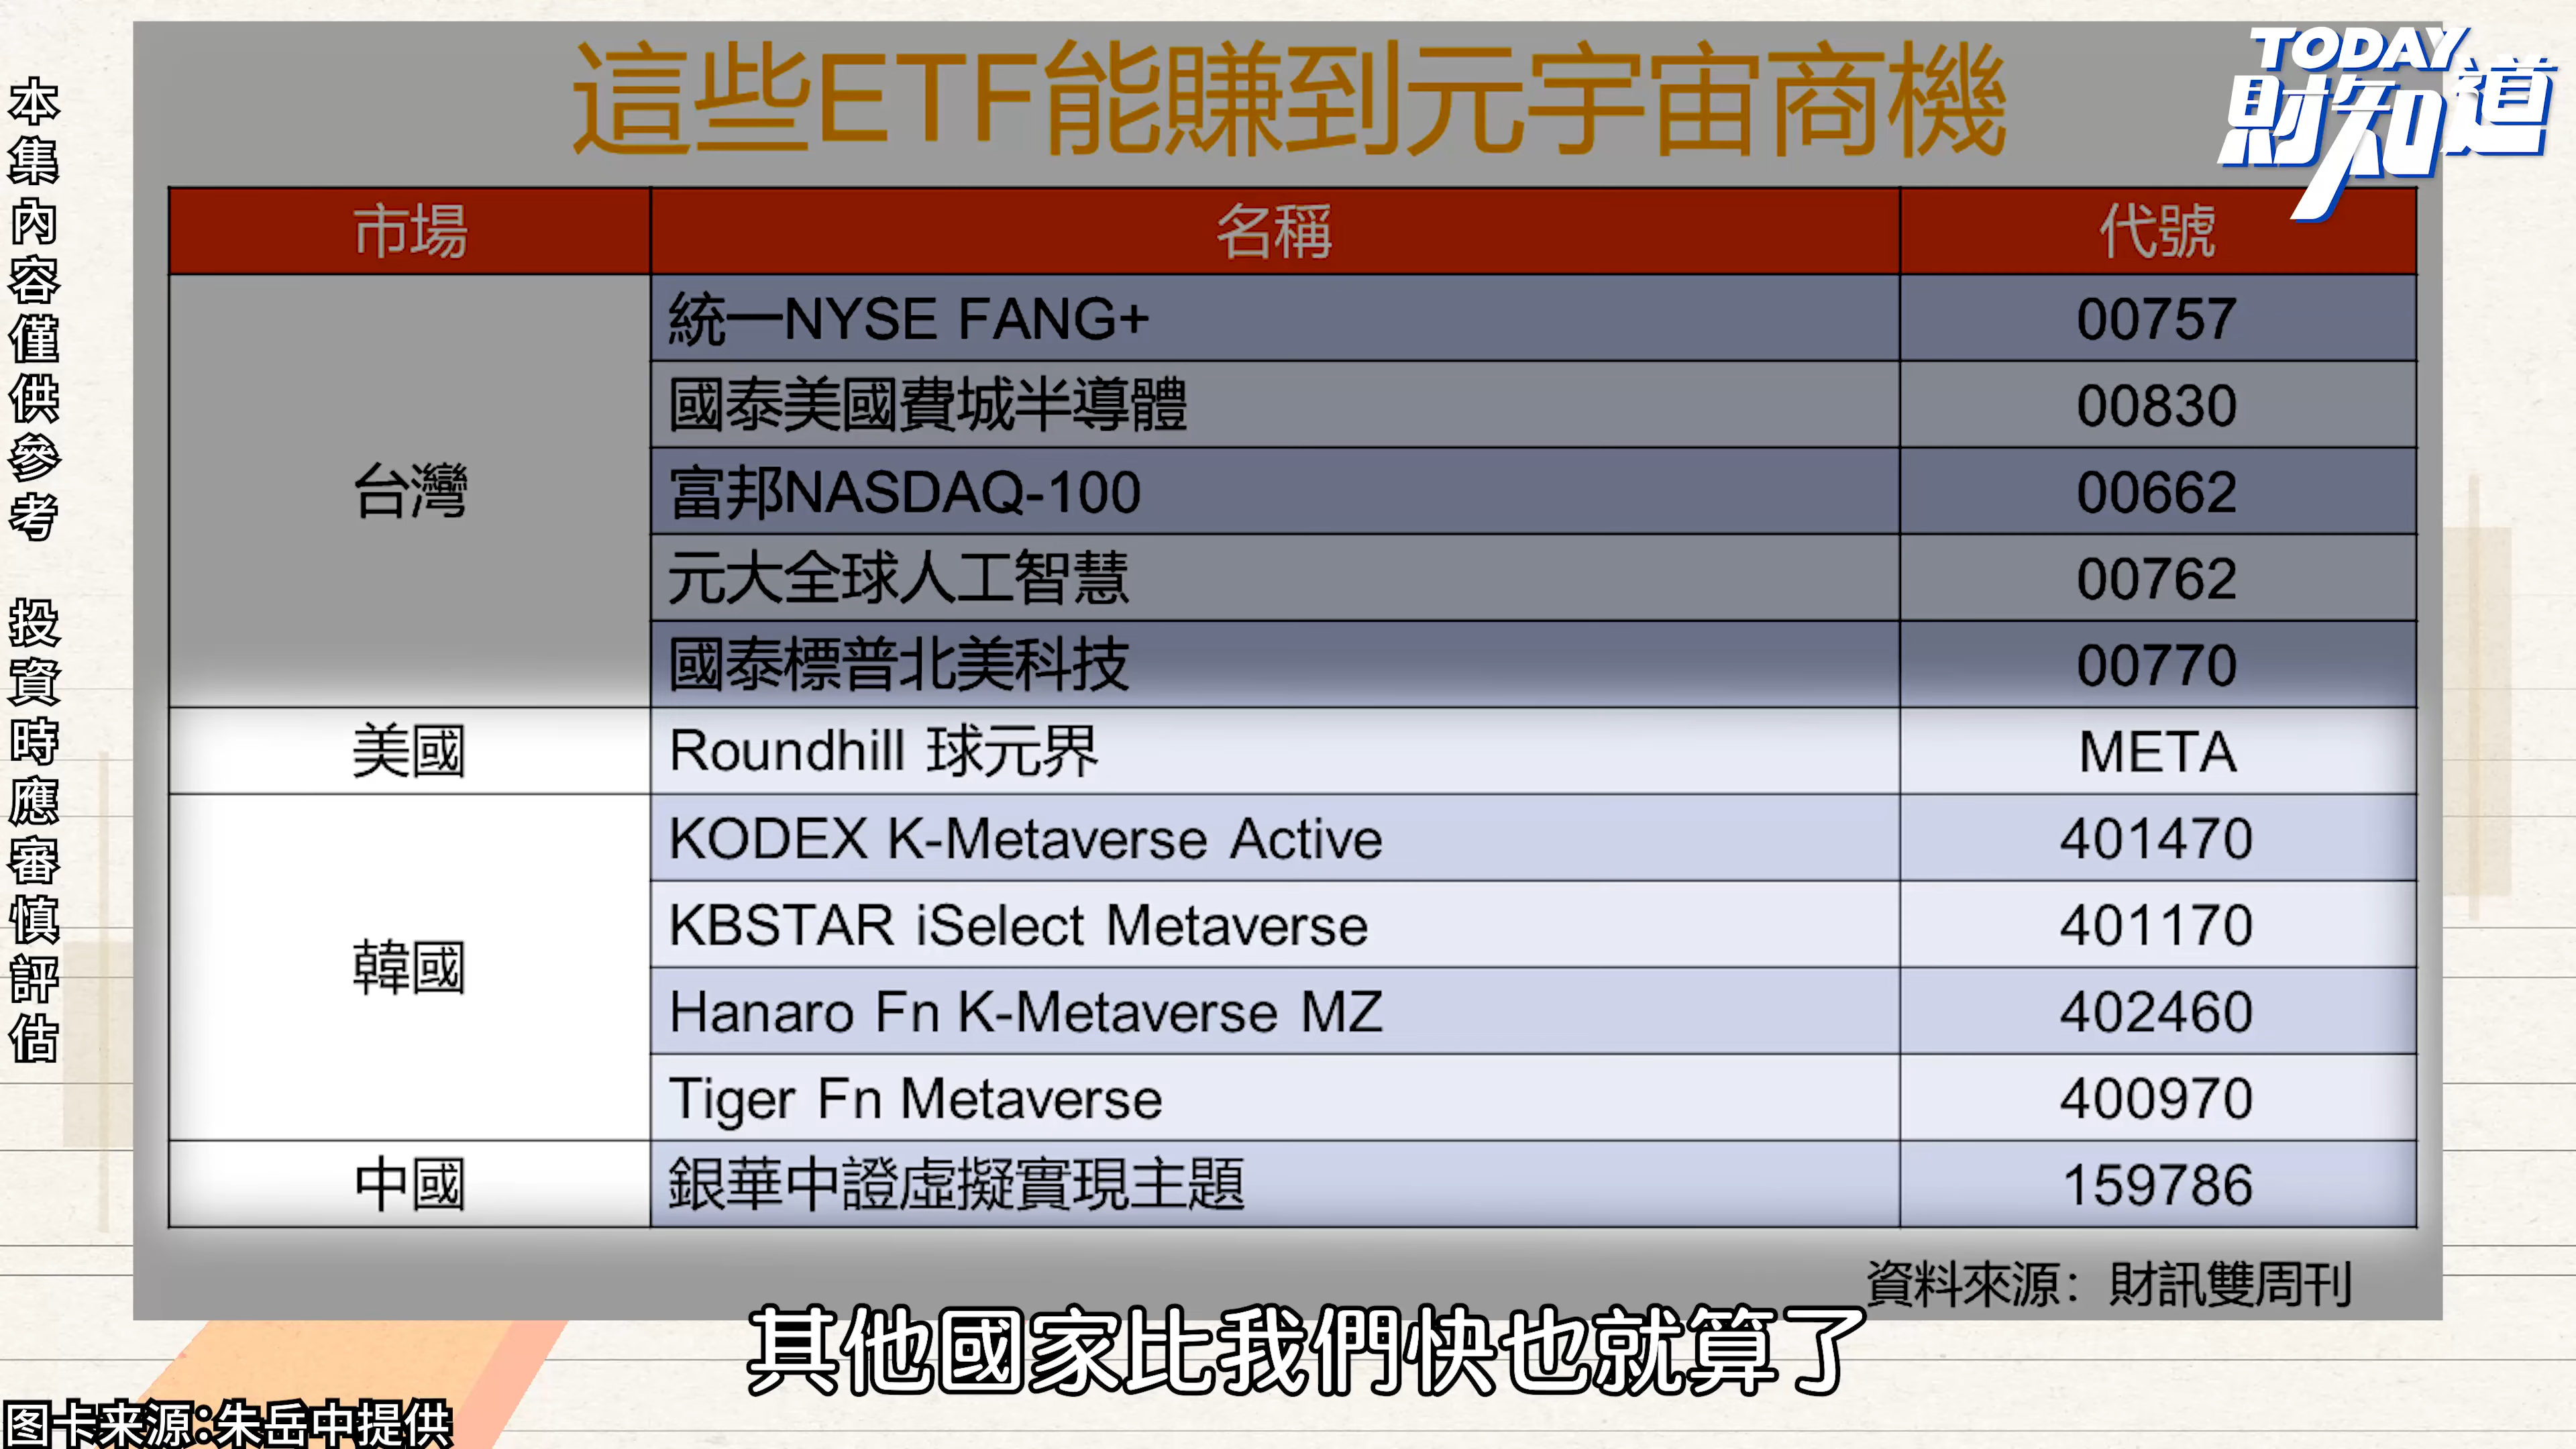 這些ETF能賺到元宇宙商機
TODAY
財知道
本集內容僅供參考 投資時應審慎評估
市場 名稱 代號
台灣
統一NYSE FANG+ 00757
國泰美國費城半導體 00830
富邦NASDAQ-100 00662
元大全球人工智慧 00762
國泰標普北美科技 00770
美國 Roundhill 球元界 META
韓國
KODEX K-Metaverse Active 401470
KBSTAR iSelect Metaverse 401170
Hanaro Fn K-Metaverse MZ 402460
Tiger Fn Metaverse 400970
中國 銀華中證虛擬實現主題 159786
資料來源：財訊雙周刊
其他國家比我們快也就算了
图卡来源:朱岳中提供